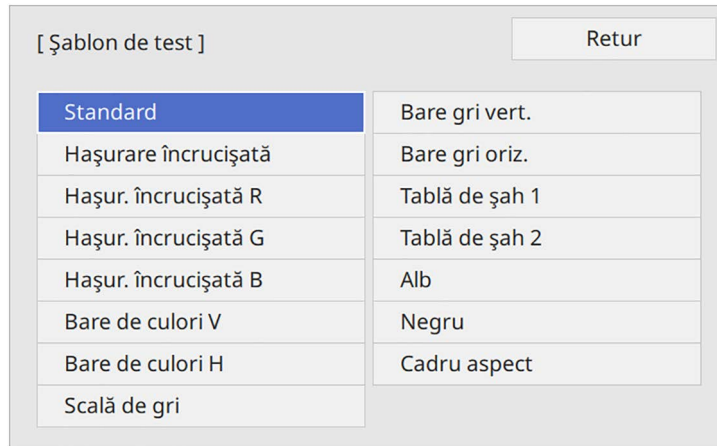 [ Şablon de test ]
Retur
Standard
Haşurare încrucişată
Haşur. încrucişată R
Haşur. încrucişată G
Haşur. încrucişată B
Bare de culori V
Bare de culori H
Scală de gri
Bare gri vert.
Bare gri oriz.
Tablă de şah 1
Tablă de şah 2
Alb
Negru
Cadru aspect